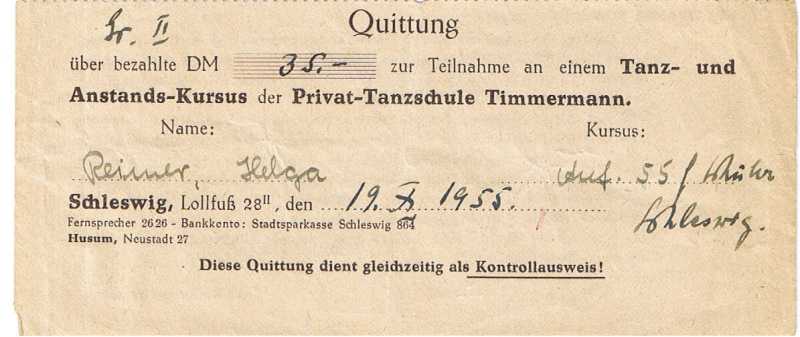 Gr. II
Quittung
über bezahlte DM 35.- zur Teilnahme an einem Tanz- und
Anstands-Kursus der Privat-Tanzschule Timmermann.
Name: Kursus:
Reimer, Helga Anf. 55/
Schleswig, Lollfuß 28II, den 19. X 1955.
Schleswig.
Fernsprecher 2626 - Bankkonto: Stadtsparkasse Schleswig 864
Husum, Neustadt 27
Diese Quittung dient gleichzeitig als Kontrollausweis!